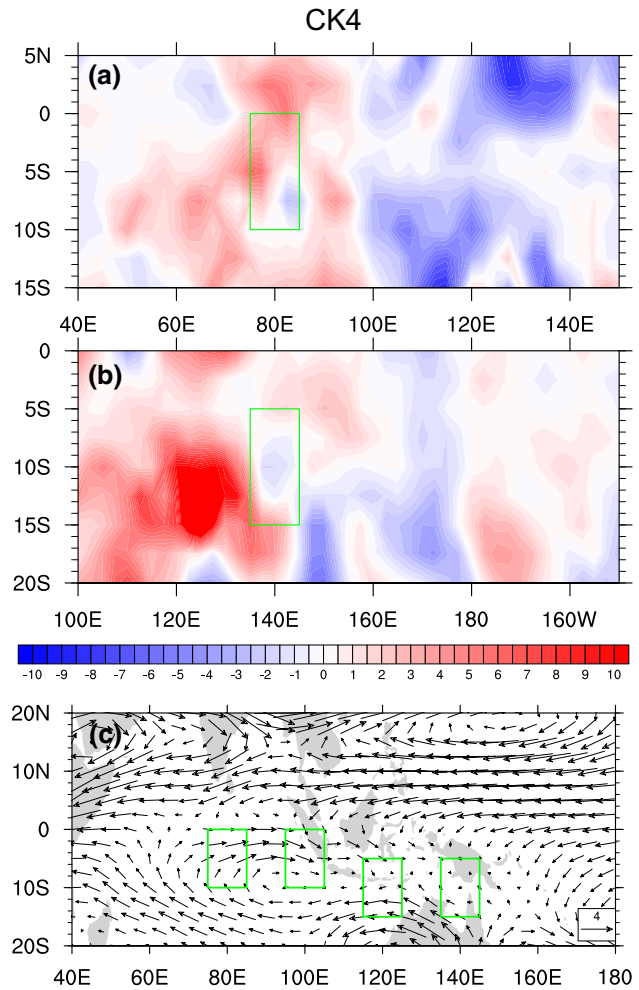 CK4
(a)
5N
0
5S
10S
15S
40E 60E 80E 100E 120E 140E
(b)
0
5S
10S
15S
20S
100E 120E 140E 160E 180 160W
-10 -9 -8 -7 -6 -5 -4 -3 -2 -1 0 1 2 3 4 5 6 7 8 9 10
(c)
20N
10N
0
10S
20S
4
40E 60E 80E 100E 120E 140E 160E 180